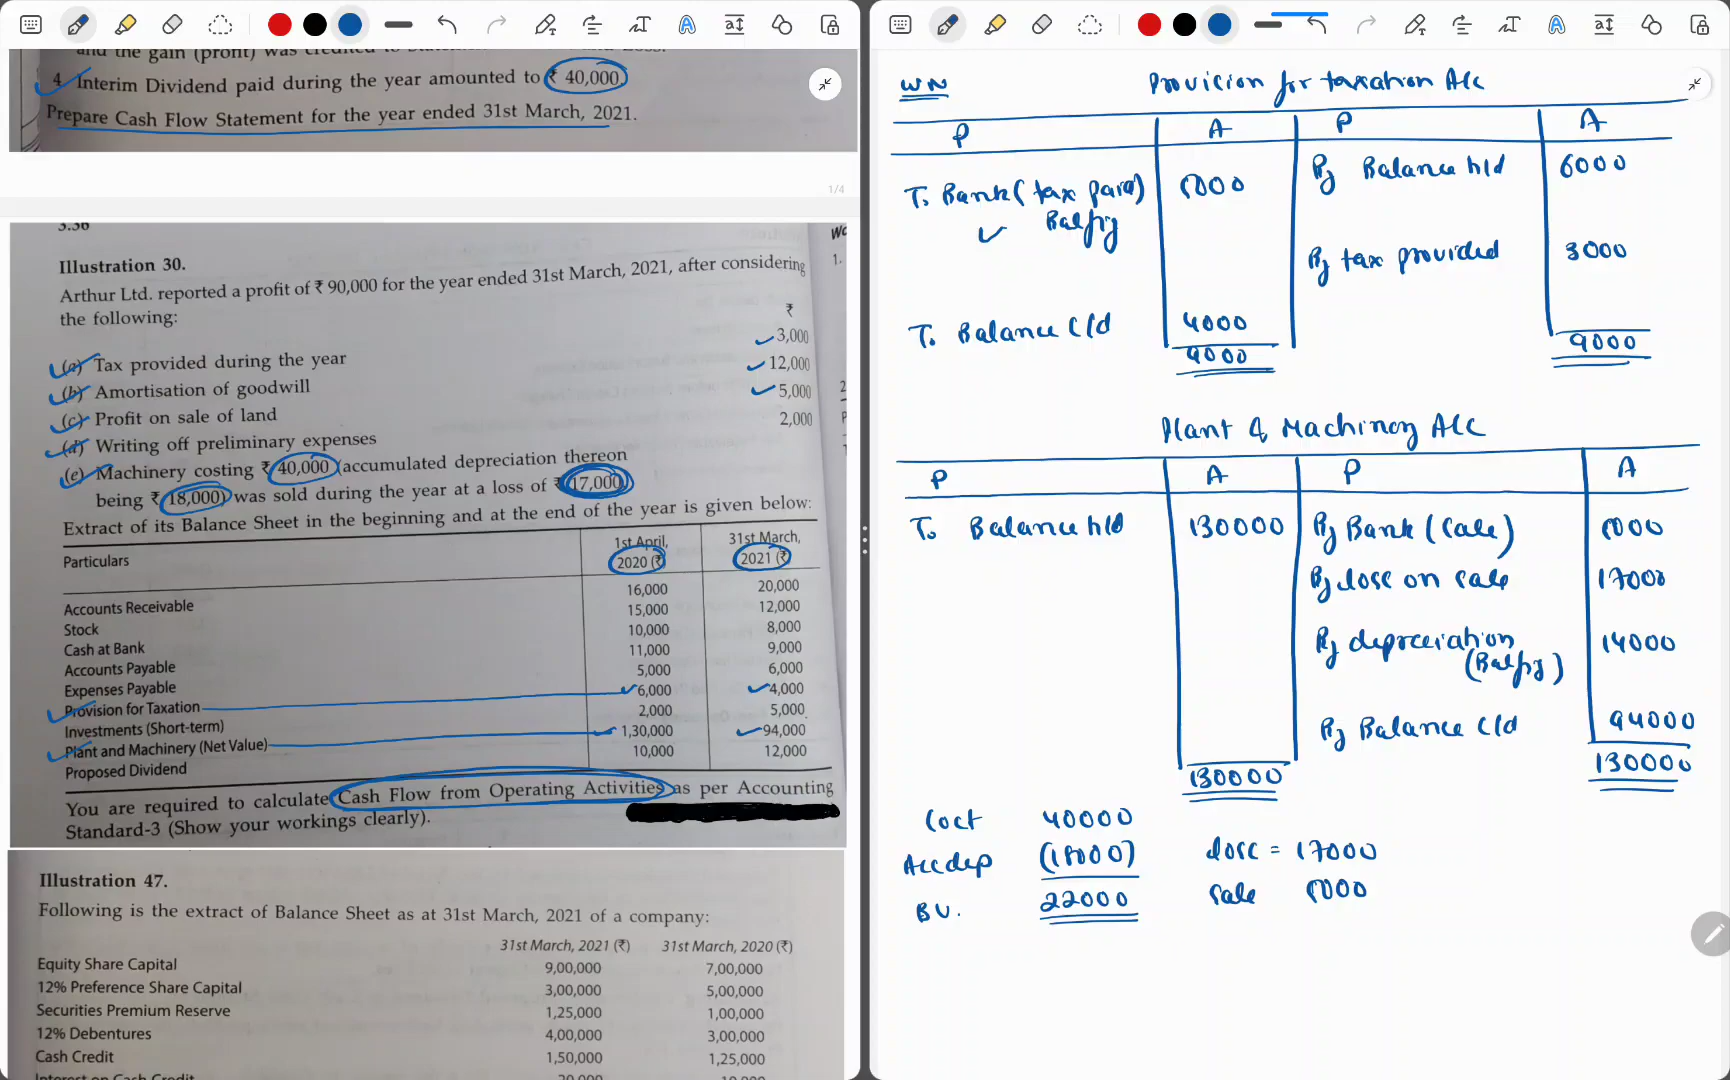 4. Interim Dividend paid during the year amounted to ₹ 40,000.
Prepare Cash Flow Statement for the year ended 31st March, 2021.
1/4
3.36
Illustration 30.
Arthur Ltd. reported a profit of ₹ 90,000 for the year ended 31st March, 2021, after considering
the following:
₹
(a) Tax provided during the year 3,000
(b) Amortisation of goodwill 12,000
(c) Profit on sale of land 5,000
(d) Writing off preliminary expenses 2,000
(e) Machinery costing ₹ 40,000 (accumulated depreciation thereon
being ₹ 18,000) was sold during the year at a loss of ₹ 17,000.
Extract of its Balance Sheet in the beginning and at the end of the year is given below:
Particulars 1st April, 2020 (₹) 31st March, 2021 (₹)
Accounts Receivable 16,000 20,000
Stock 15,000 12,000
Cash at Bank 10,000 8,000
Accounts Payable 11,000 9,000
Expenses Payable 5,000 6,000
Provision for Taxation 6,000 4,000
Investments (Short-term) 2,000 5,000
Plant and Machinery (Net Value) 1,30,000 94,000
Proposed Dividend 10,000 12,000
You are required to calculate Cash Flow from Operating Activities as per Accounting
Standard-3 (Show your workings clearly).
Illustration 47.
Following is the extract of Balance Sheet as at 31st March, 2021 of a company:
31st March, 2021 (₹) 31st March, 2020 (₹)
Equity Share Capital 9,00,000 7,00,000
12% Preference Share Capital 3,00,000 5,00,000
Securities Premium Reserve 1,25,000 1,00,000
12% Debentures 4,00,000 3,00,000
Cash Credit 1,50,000 1,25,000
WN Provision for taxation A/c
P A P A
To Bank (tax paid) 5000 By Balance b/d 6000
Balfig
By tax provided 3000
To Balance c/d 4000
9000 9000
Plant & Machinery A/c
P A P A
To Balance b/d 130000 By Bank (Sale) 5000
By loss on sale 17000
By depreciation 14000
(Balfig)
By Balance c/d 94000
130000 130000
Cost 40000
Acc dep (18000) loss = 17000
BV. 22000 sale 5000